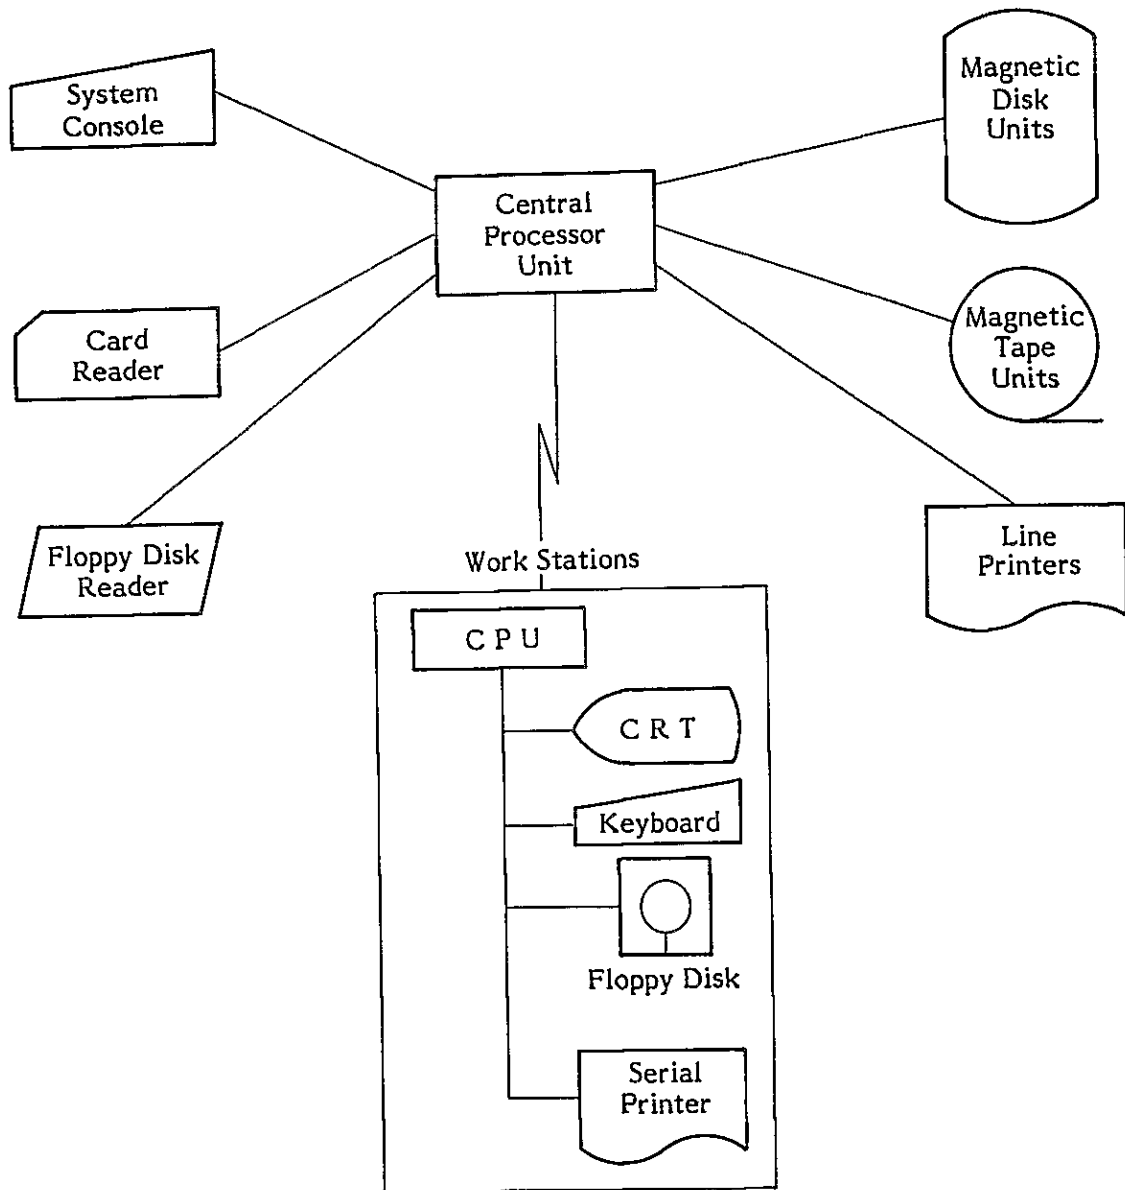 System
Console
Magnetic
Disk
Units
Central
Processor
Unit
Card
Reader
Magnetic
Tape
Units
Floppy Disk
Reader
Line
Printers
Work Stations
C P U
C R T
Keyboard
Floppy Disk
Serial
Printer